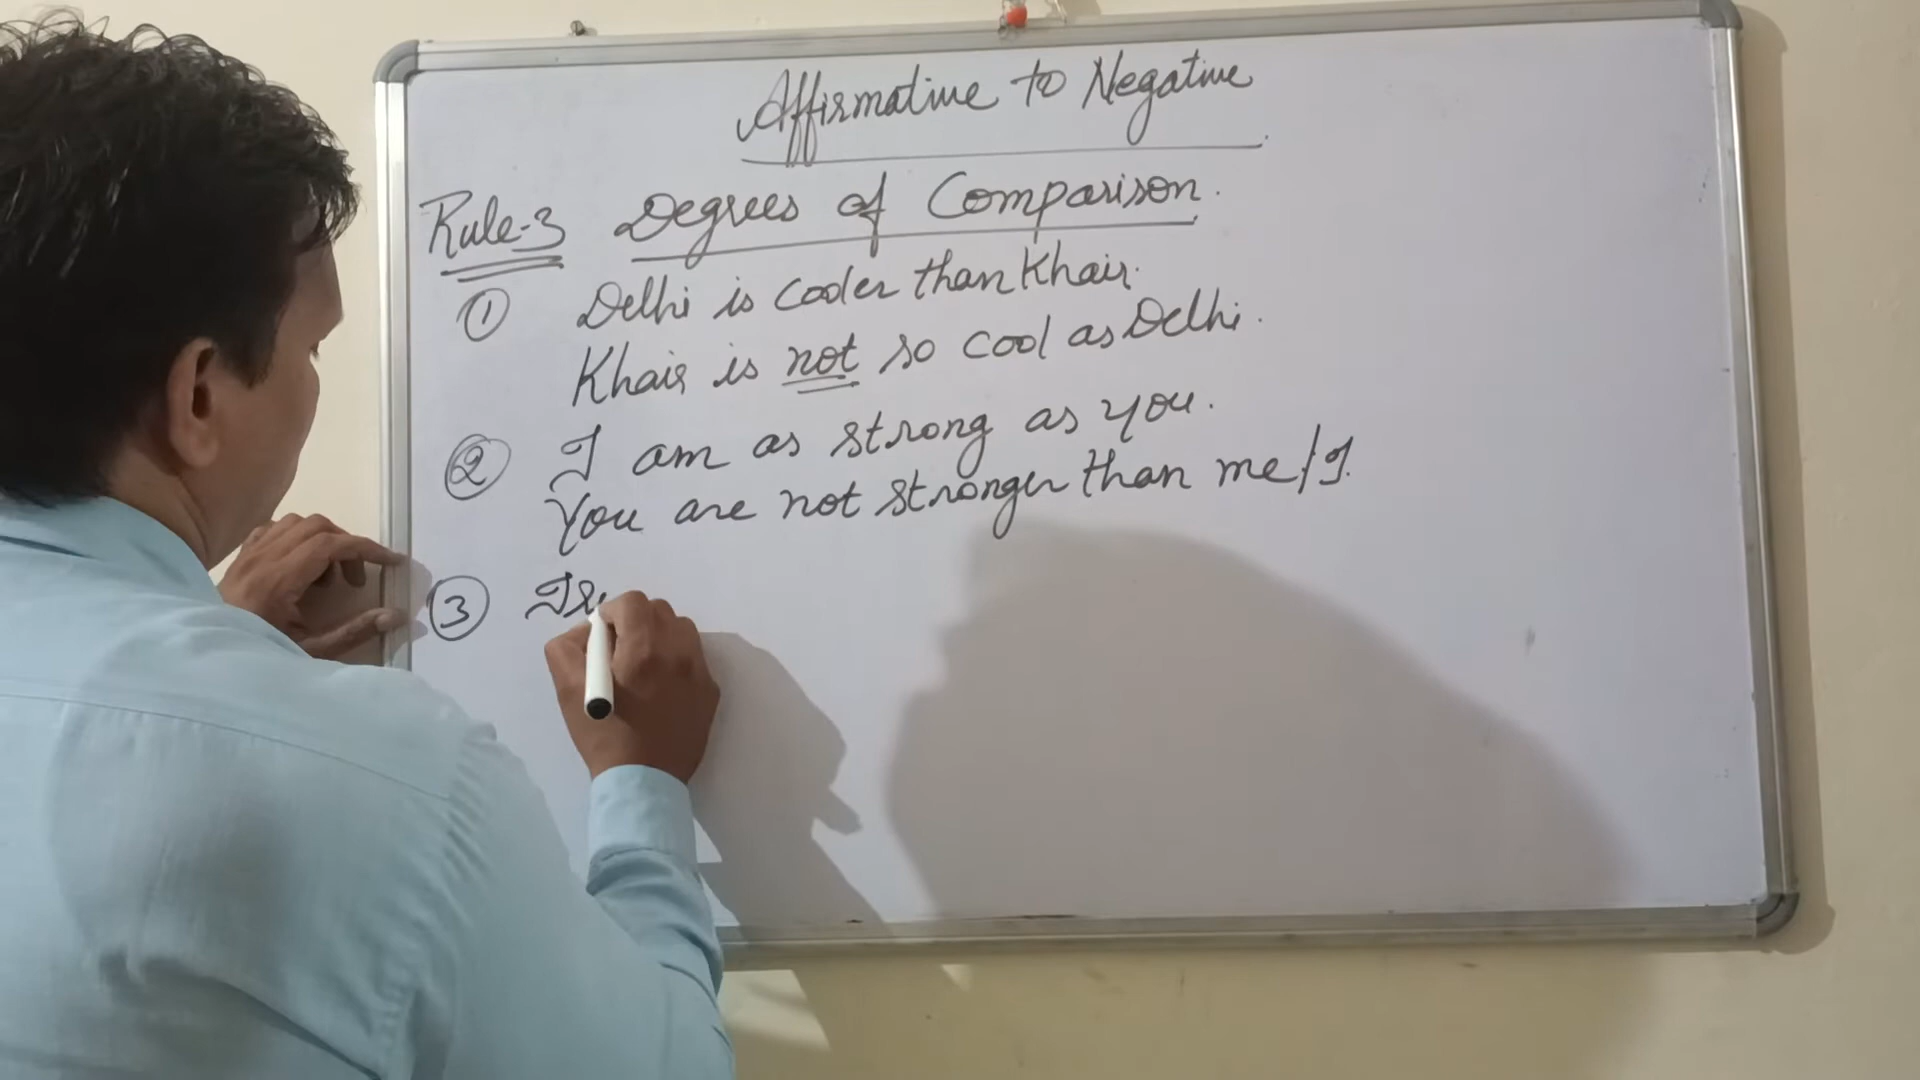 Affirmative to Negative
Rule-3 Degrees of Comparison.
① Delhi is cooler than Khair.
Khair is not so cool as Delhi.
② I am as strong as you.
You are not stronger than me/I.
③